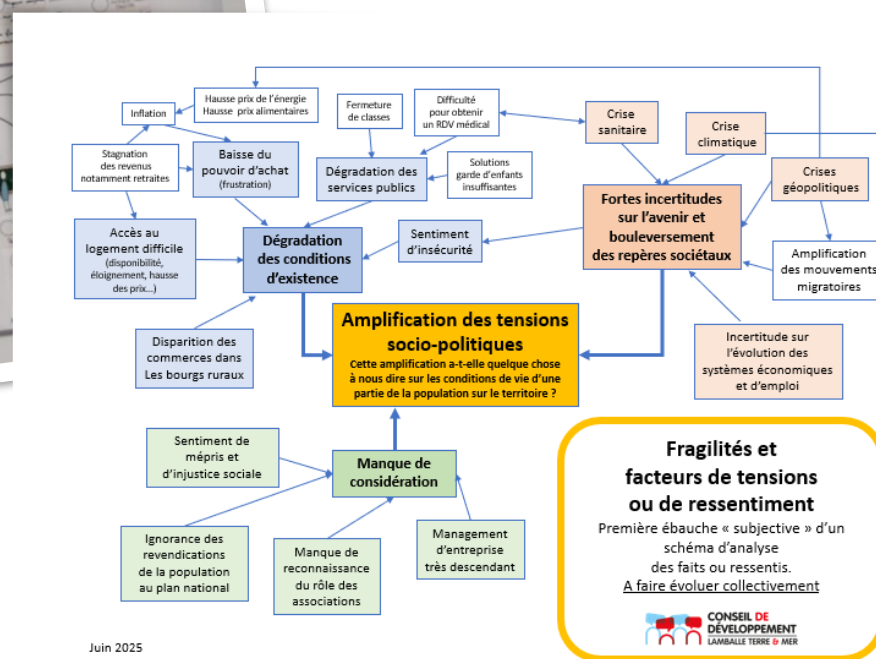 Inflation
Hausse prix de l'énergie
Hausse prix alimentaires
Fermeture
de classes
Difficulté
pour obtenir
un RDV médical
Crise
sanitaire
Crise
climatique
Stagnation
des revenus
notamment retraites
Baisse du
pouvoir d'achat
(frustration)
Dégradation des
services publics
Solutions
garde d'enfants
insuffisantes
Crises
géopolitiques
Fortes incertitudes
sur l'avenir et
bouleversement
des repères sociétaux
Accès au
logement difficile
(disponibilité,
éloignement, hausse
des prix...)
Dégradation
des conditions
d'existence
Sentiment
d'insécurité
Amplification
des mouvements
migratoires
Disparition des
commerces dans
Les bourgs ruraux
Amplification des tensions
socio-politiques
Cette amplification a-t-elle quelque chose
à nous dire sur les conditions de vie d'une
partie de la population sur le territoire ?
Incertitude sur
l'évolution des
systèmes économiques
et d'emploi
Sentiment de
mépris et
d'injustice sociale
Manque de
considération
Ignorance des
revendications
de la population
au plan national
Manque de
reconnaissance
du rôle des
associations
Management
d'entreprise
très descendant
Fragilités et
facteurs de tensions
ou de ressentiment
Première ébauche « subjective » d'un
schéma d'analyse
des faits ou ressentis.
A faire évoluer collectivement
CONSEIL DE
DÉVELOPPEMENT
LAMBALLE TERRE & MER
Juin 2025